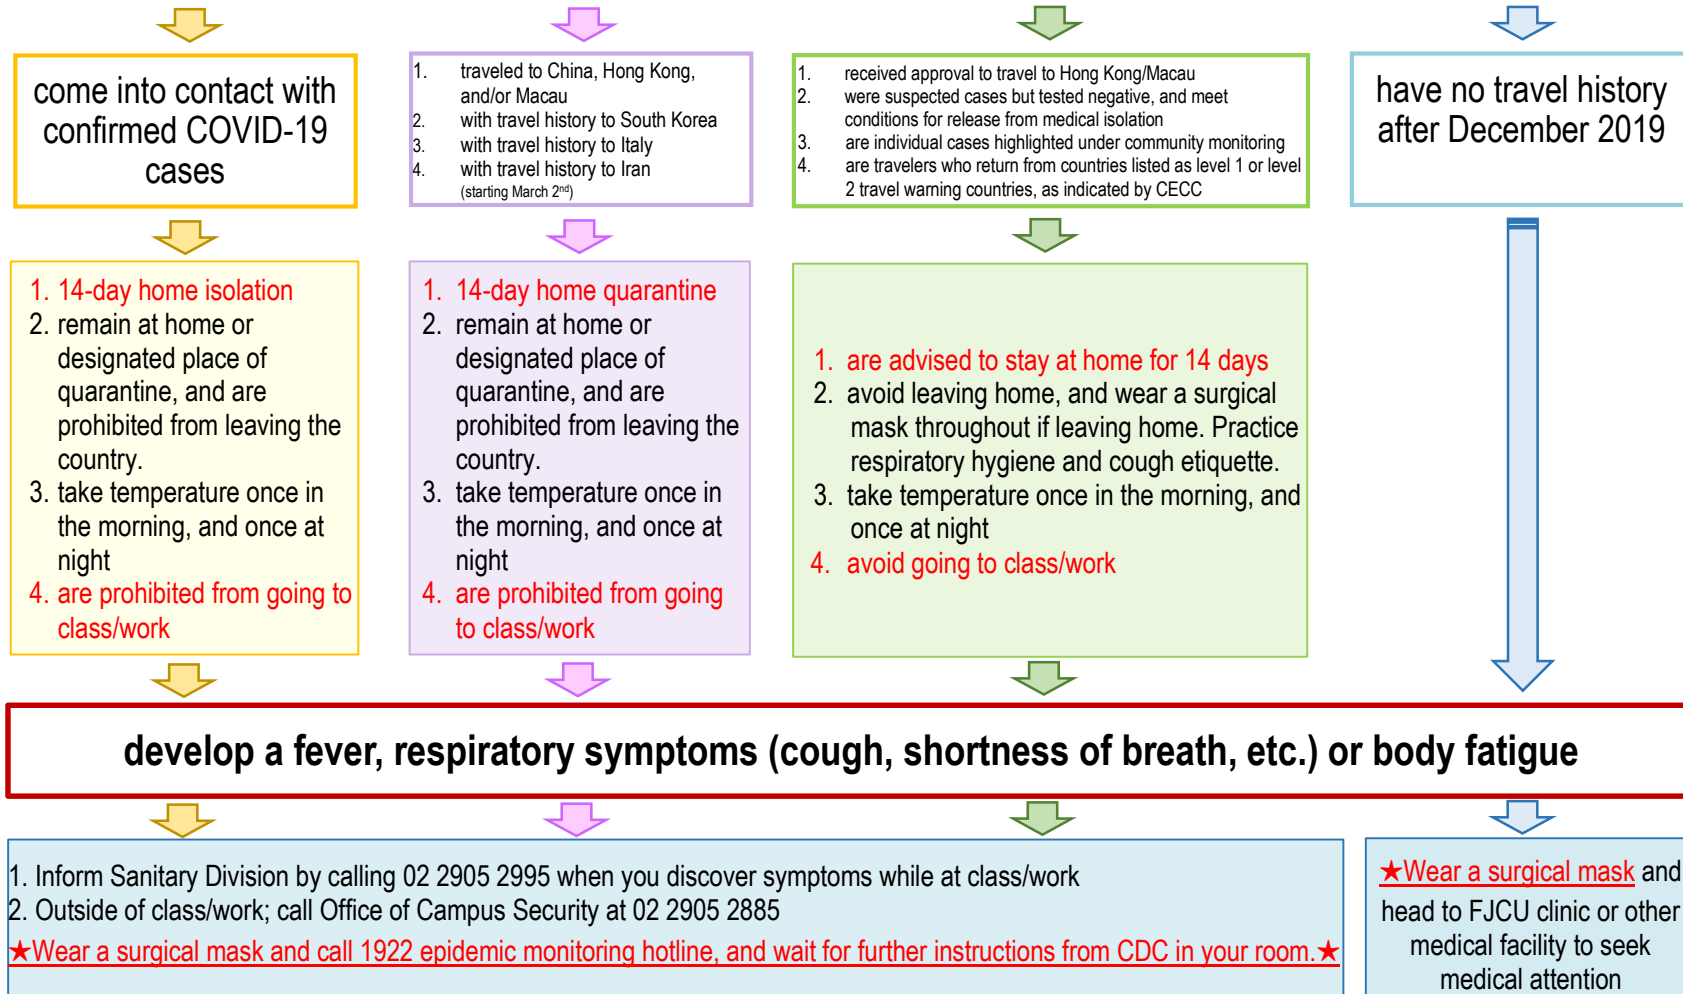 come into contact with
confirmed COVID-19
cases
1. traveled to China, Hong Kong,
and/or Macau
2. with travel history to South Korea
3. with travel history to Italy
4. with travel history to Iran
(starting March 2nd)
1. received approval to travel to Hong Kong/Macau
2. were suspected cases but tested negative, and meet
conditions for release from medical isolation
3. are individual cases highlighted under community monitoring
4. are travelers who return from countries listed as level 1 or level
2 travel warning countries, as indicated by CECC
have no travel history
after December 2019
1. 14-day home isolation
2. remain at home or
designated place of
quarantine, and are
prohibited from leaving the
country.
3. take temperature once in
the morning, and once at
night
4. are prohibited from going to
class/work
1. 14-day home quarantine
2. remain at home or
designated place of
quarantine, and are
prohibited from leaving the
country.
3. take temperature once in
the morning, and once at
night
4. are prohibited from going
to class/work
1. are advised to stay at home for 14 days
2. avoid leaving home, and wear a surgical
mask throughout if leaving home. Practice
respiratory hygiene and cough etiquette.
3. take temperature once in the morning, and
once at night
4. avoid going to class/work
develop a fever, respiratory symptoms (cough, shortness of breath, etc.) or body fatigue
1. Inform Sanitary Division by calling 02 2905 2995 when you discover symptoms while at class/work
2. Outside of class/work; call Office of Campus Security at 02 2905 2885
★Wear a surgical mask and call 1922 epidemic monitoring hotline, and wait for further instructions from CDC in your room.★
★Wear a surgical mask and
head to FJCU clinic or other
medical facility to seek
medical attention